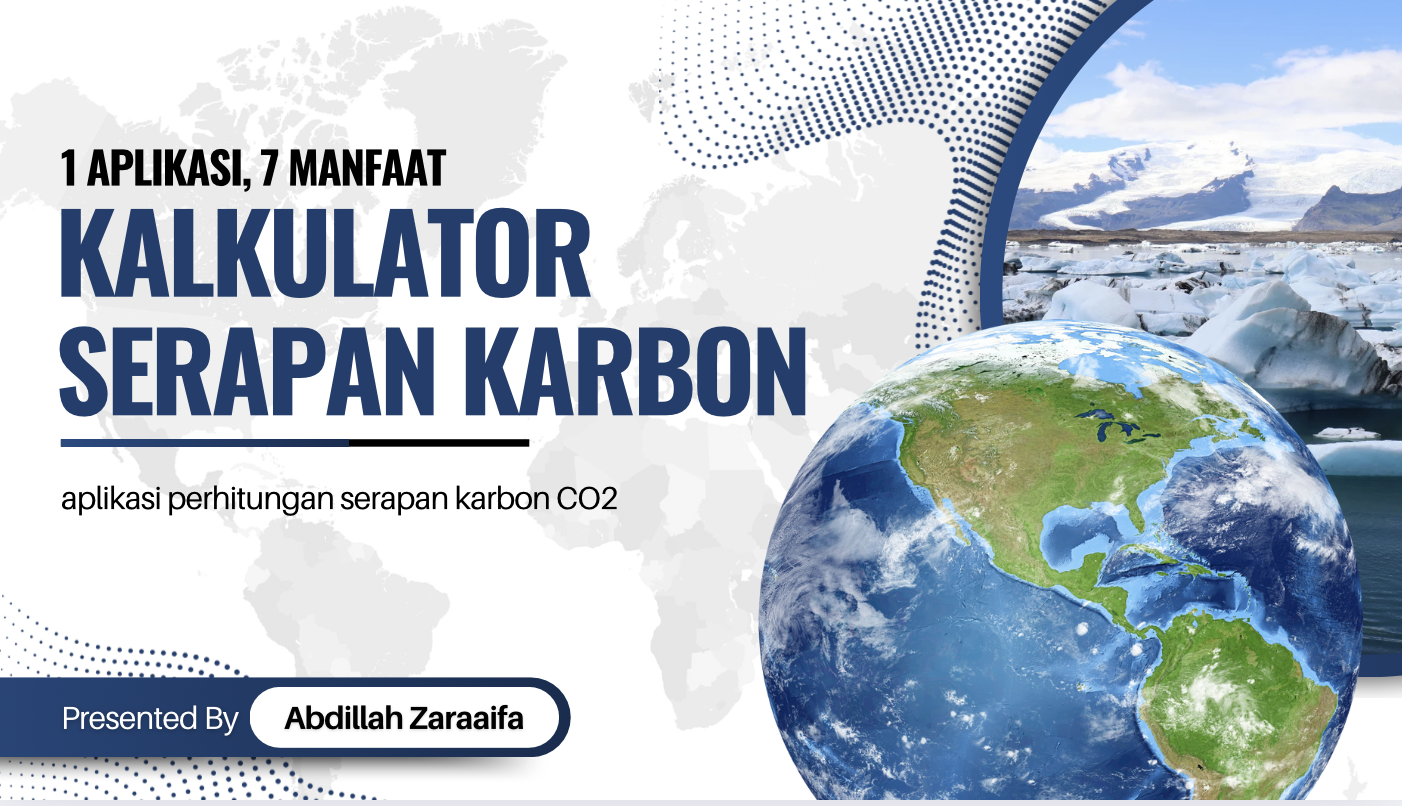 1 APLIKASI, 7 MANFAAT
KALKULATOR
SERAPAN KARBON
aplikasi perhitungan serapan karbon CO2
Presented By Abdillah Zaraaifa